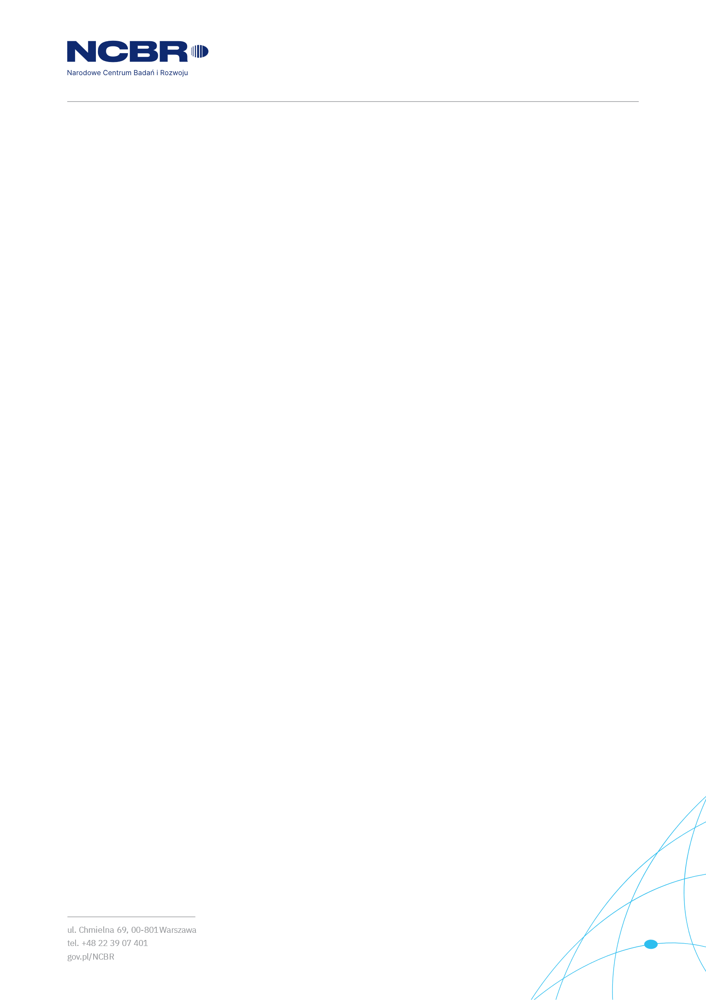 NCBR
Narodowe Centrum Badań i Rozwoju
ul. Chmielna 69, 00-801 Warszawa
tel. +48 22 39 07 401
gov.pl/NCBR